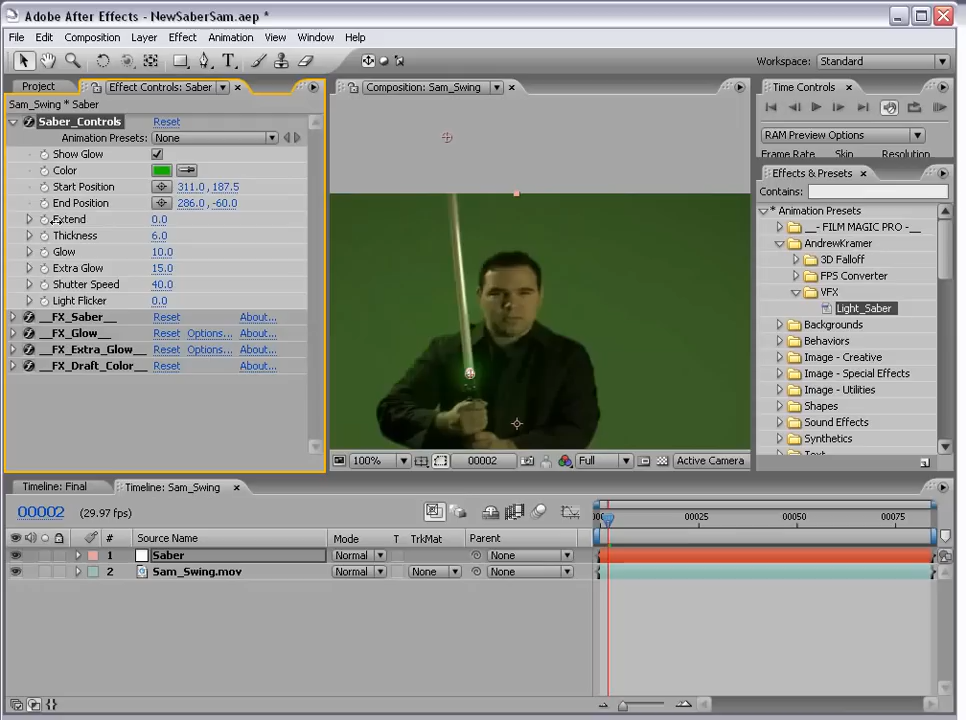 Adobe After Effects - NewSaberSam.aep *
File Edit Composition Layer Effect Animation View Window Help
Workspace: Standard
Project Effect Controls: Saber
Sam_Swing * Saber
Saber_Controls Reset
Animation Presets: None
Show Glow
Color
Start Position 311.0, 187.5
End Position 286.0, -60.0
Extend 0.0
Thickness 6.0
Glow 10.0
Extra Glow 15.0
Shutter Speed 40.0
Light Flicker 0.0
__FX_Saber__ Reset About...
__FX_Glow__ Reset Options... About...
__FX_Extra_Glow__ Reset Options... About...
__FX_Draft_Color__ Reset About...
Composition: Sam_Swing
100% 00002 Full Active Camera
Time Controls
RAM Preview Options
Frame Rate Skip Resolution
Effects & Presets
Contains:
* Animation Presets
__- FILM MAGIC PRO -__
AndrewKramer
3D Falloff
FPS Converter
VFX
Light_Saber
Backgrounds
Behaviors
Image - Creative
Image - Special Effects
Image - Utilities
Shapes
Sound Effects
Synthetics
Text
Timeline: Final Timeline: Sam_Swing
00002 (29.97 fps)
00025 00050 00075
# Source Name Mode T TrkMat Parent
1 Saber Normal None
2 Sam_Swing.mov Normal None None